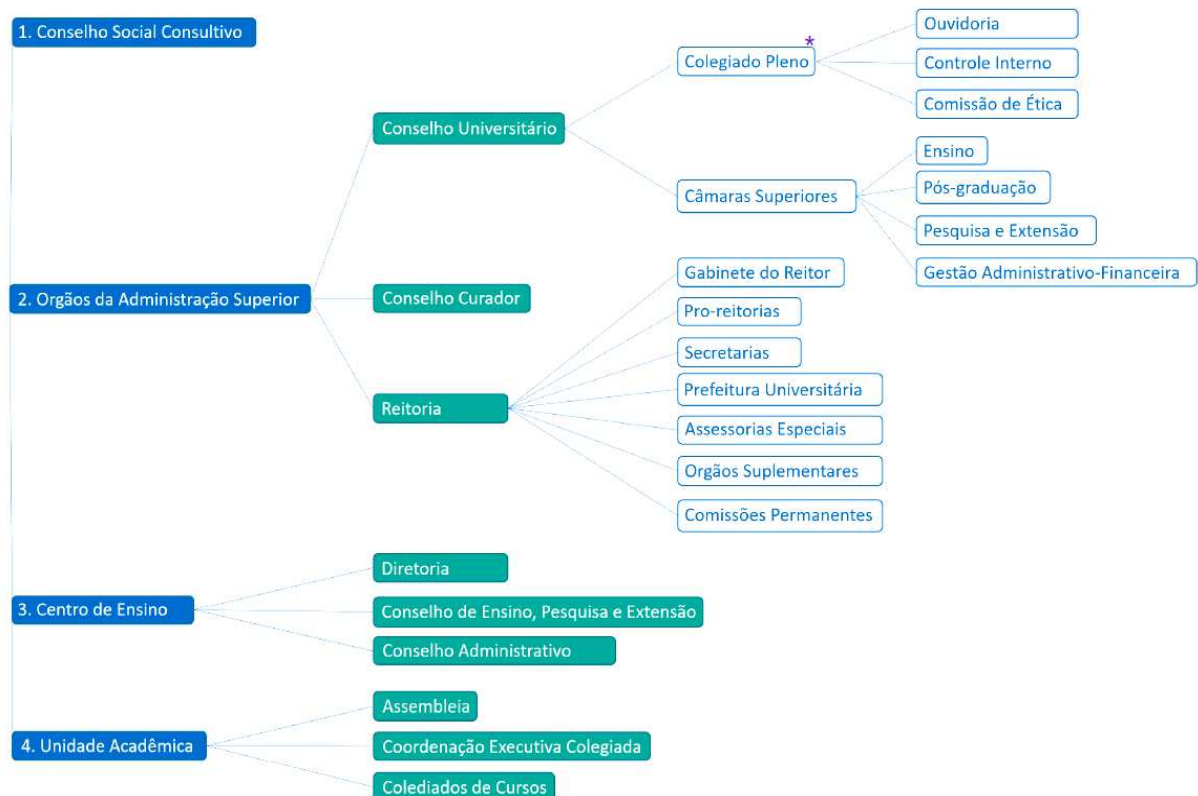 1. Conselho Social Consultivo
2. Orgãos da Administração Superior
Conselho Universitário
Colegiado Pleno
*
Ouvidoria
Controle Interno
Comissão de Ética
Câmaras Superiores
Ensino
Pós-graduação
Pesquisa e Extensão
Gestão Administrativo-Financeira
Conselho Curador
Reitoria
Gabinete do Reitor
Pro-reitorias
Secretarias
Prefeitura Universitária
Assessorias Especiais
Orgãos Suplementares
Comissões Permanentes
3. Centro de Ensino
Diretoria
Conselho de Ensino, Pesquisa e Extensão
Conselho Administrativo
4. Unidade Acadêmica
Assembleia
Coordenação Executiva Colegiada
Colediados de Cursos